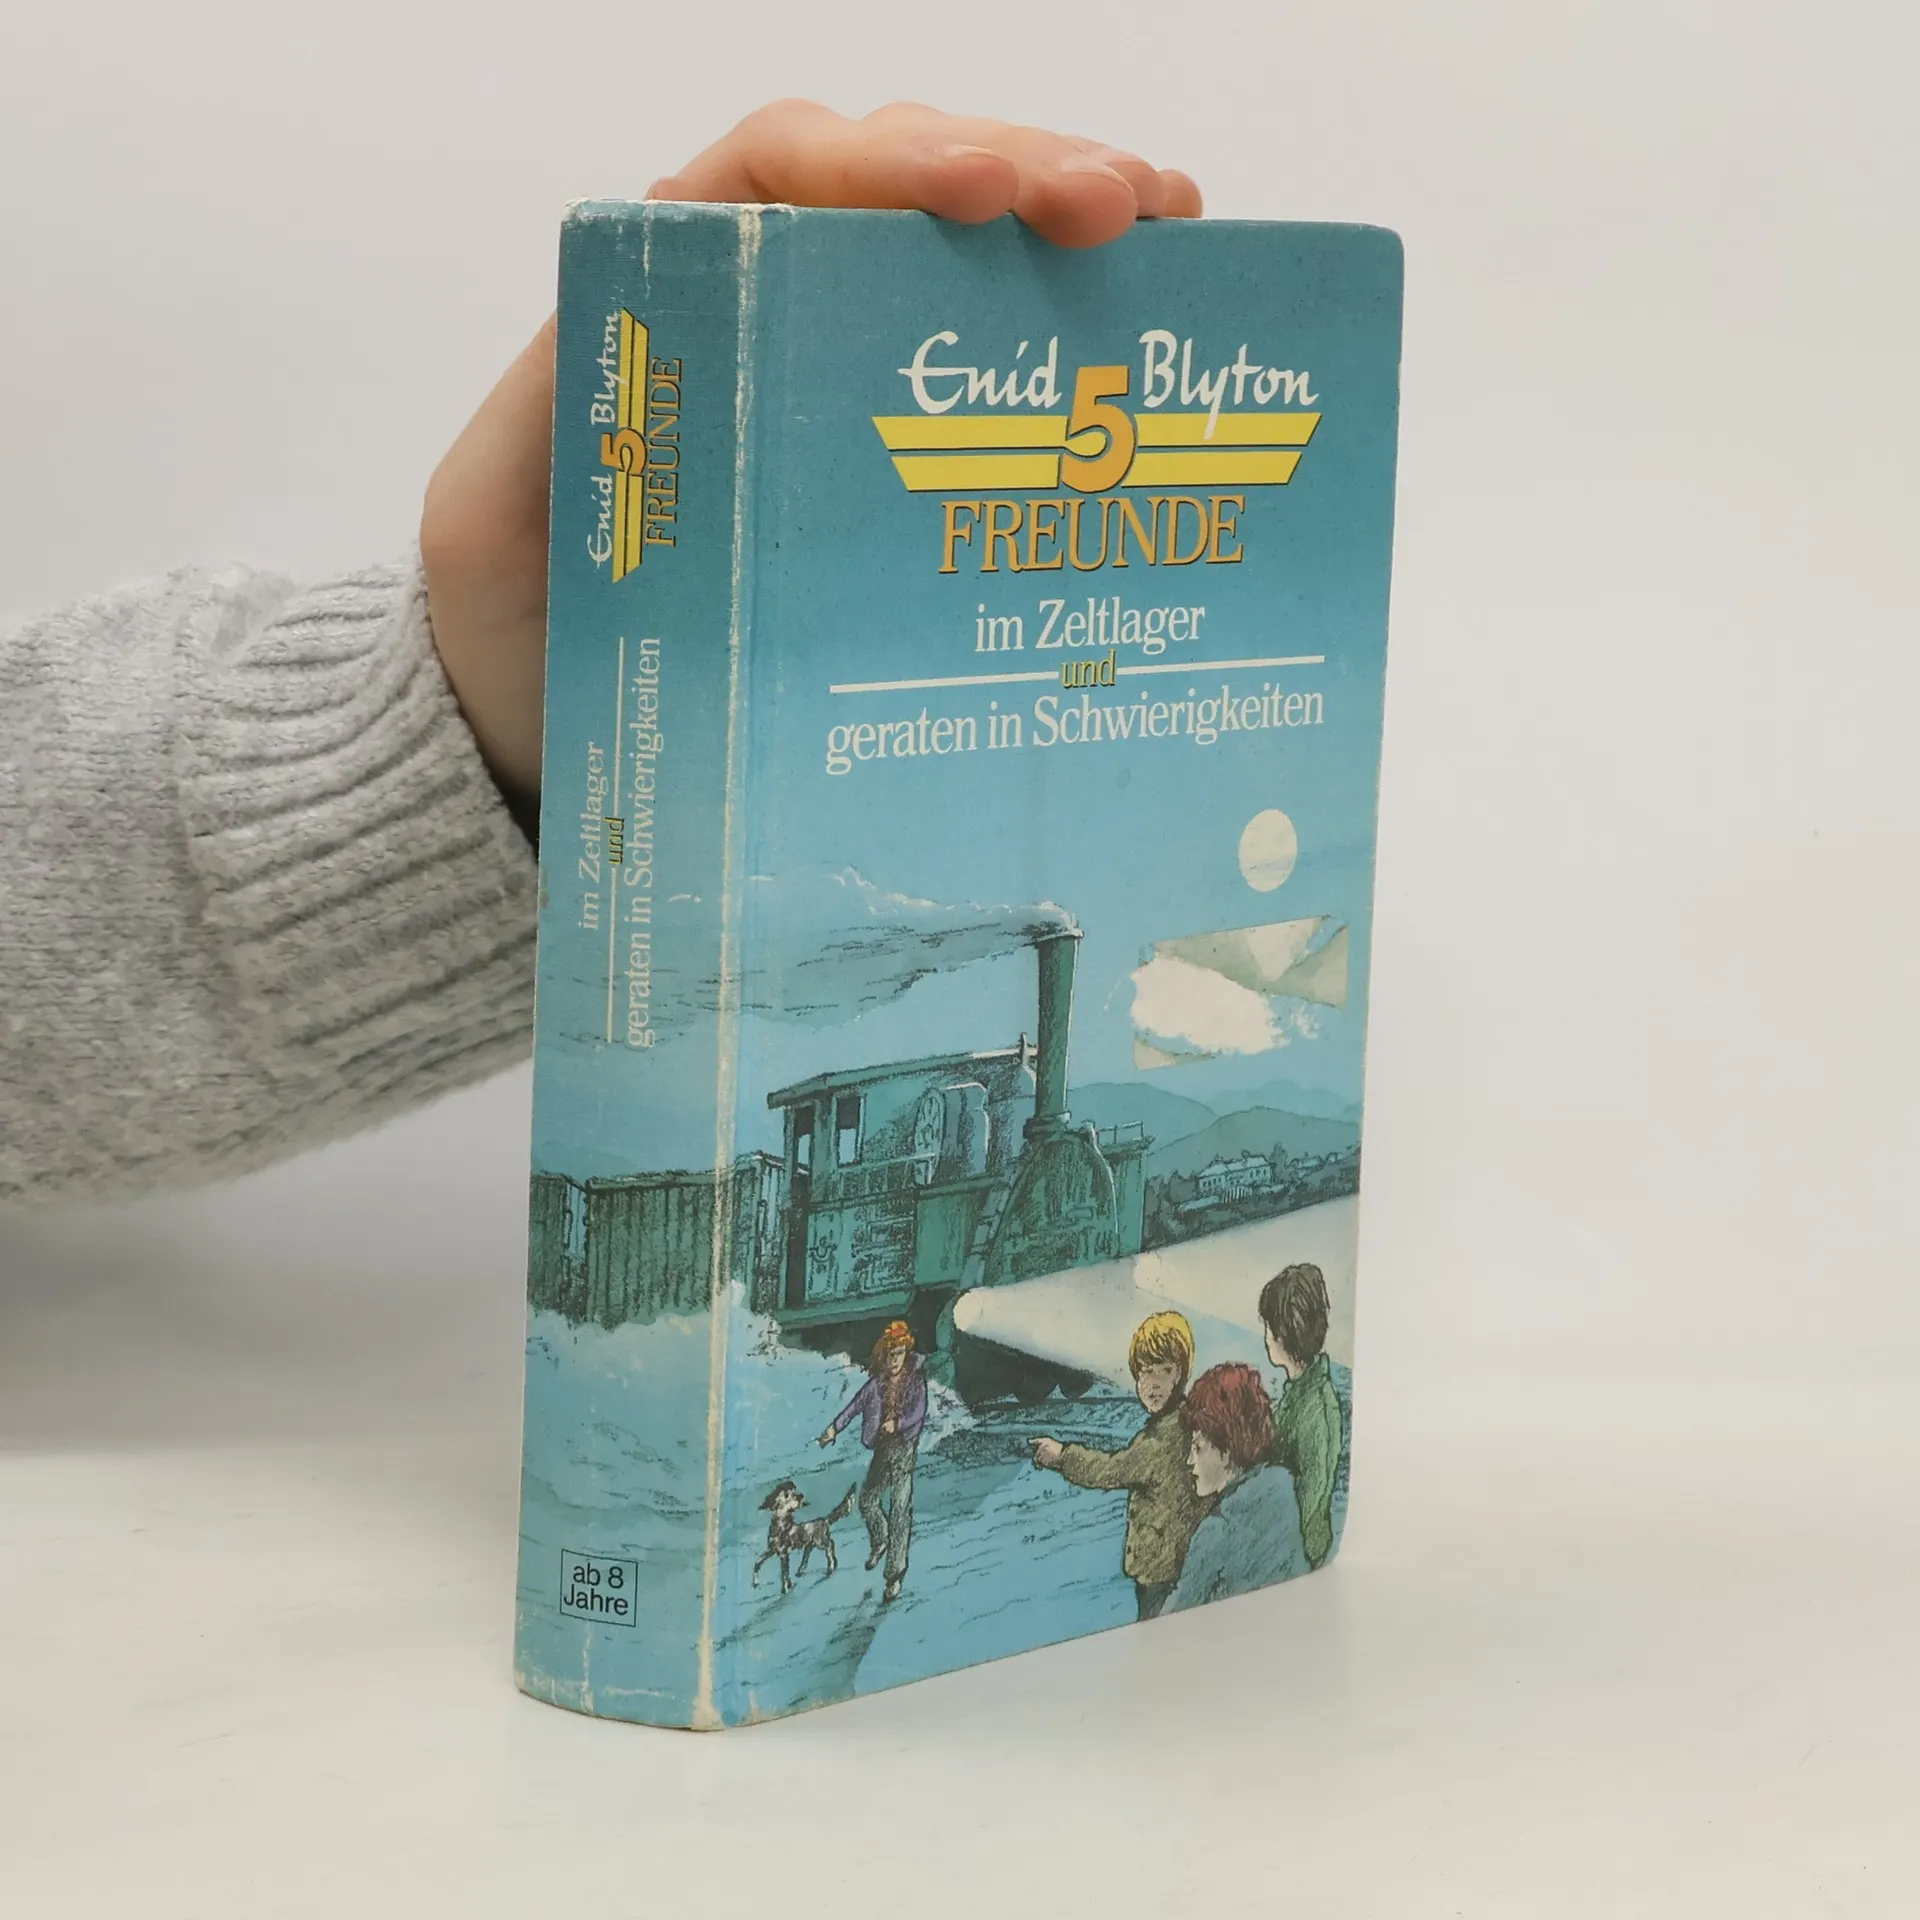 Enid Blyton
5
FREUNDE
im Zeltlager
und
geraten in Schwierigkeiten
Enid Blyton
5
FREUNDE
im Zeltlager
und
geraten in Schwierigkeiten
ab 8
Jahre